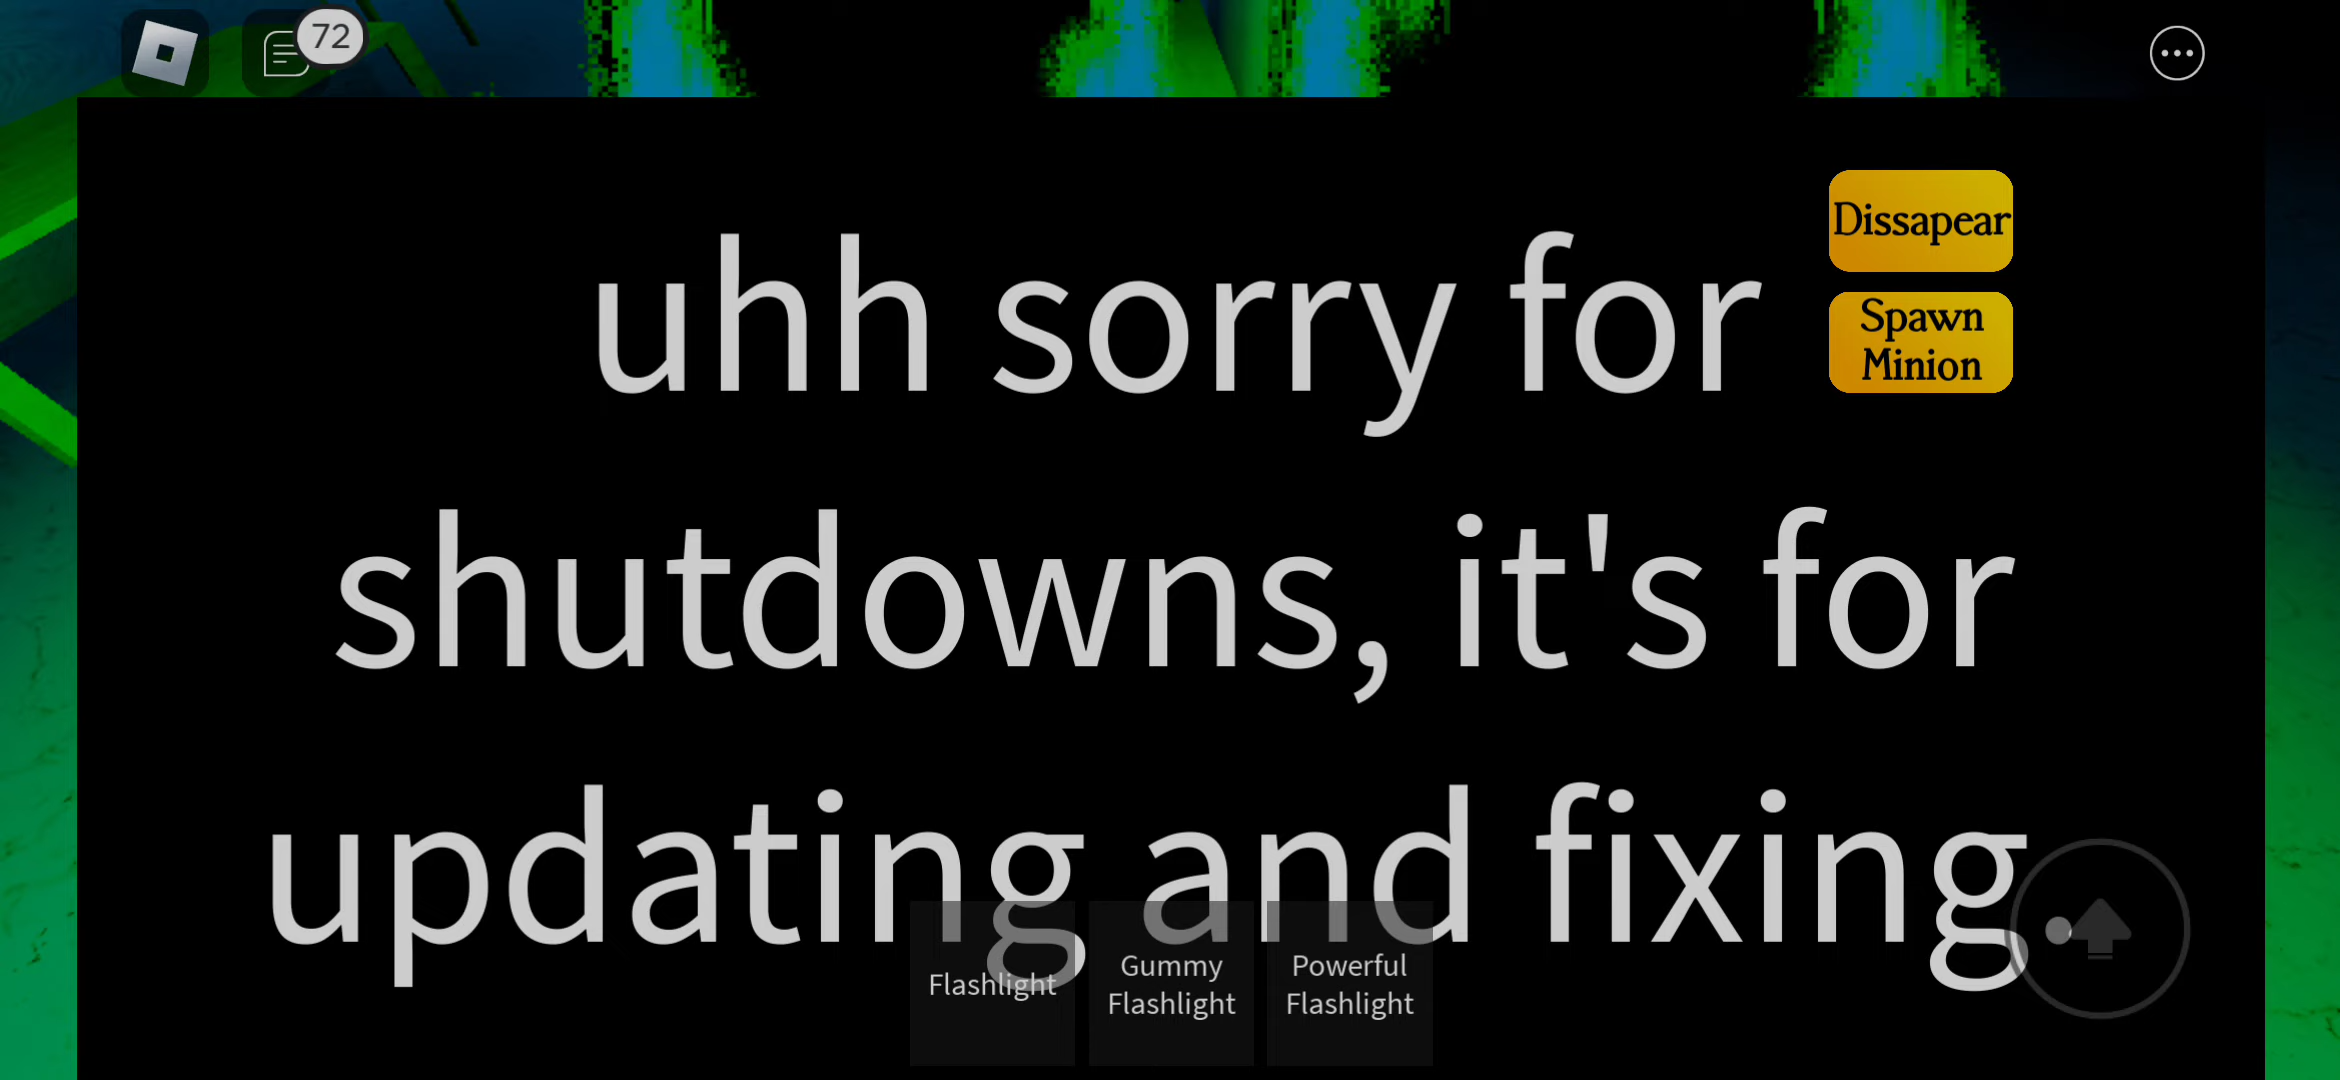 72
uhh sorry for
Dissapear
Spawn
Minion
shutdowns, it's for
updating and fixing.
Flashlight
Gummy
Flashlight
Powerful
Flashlight